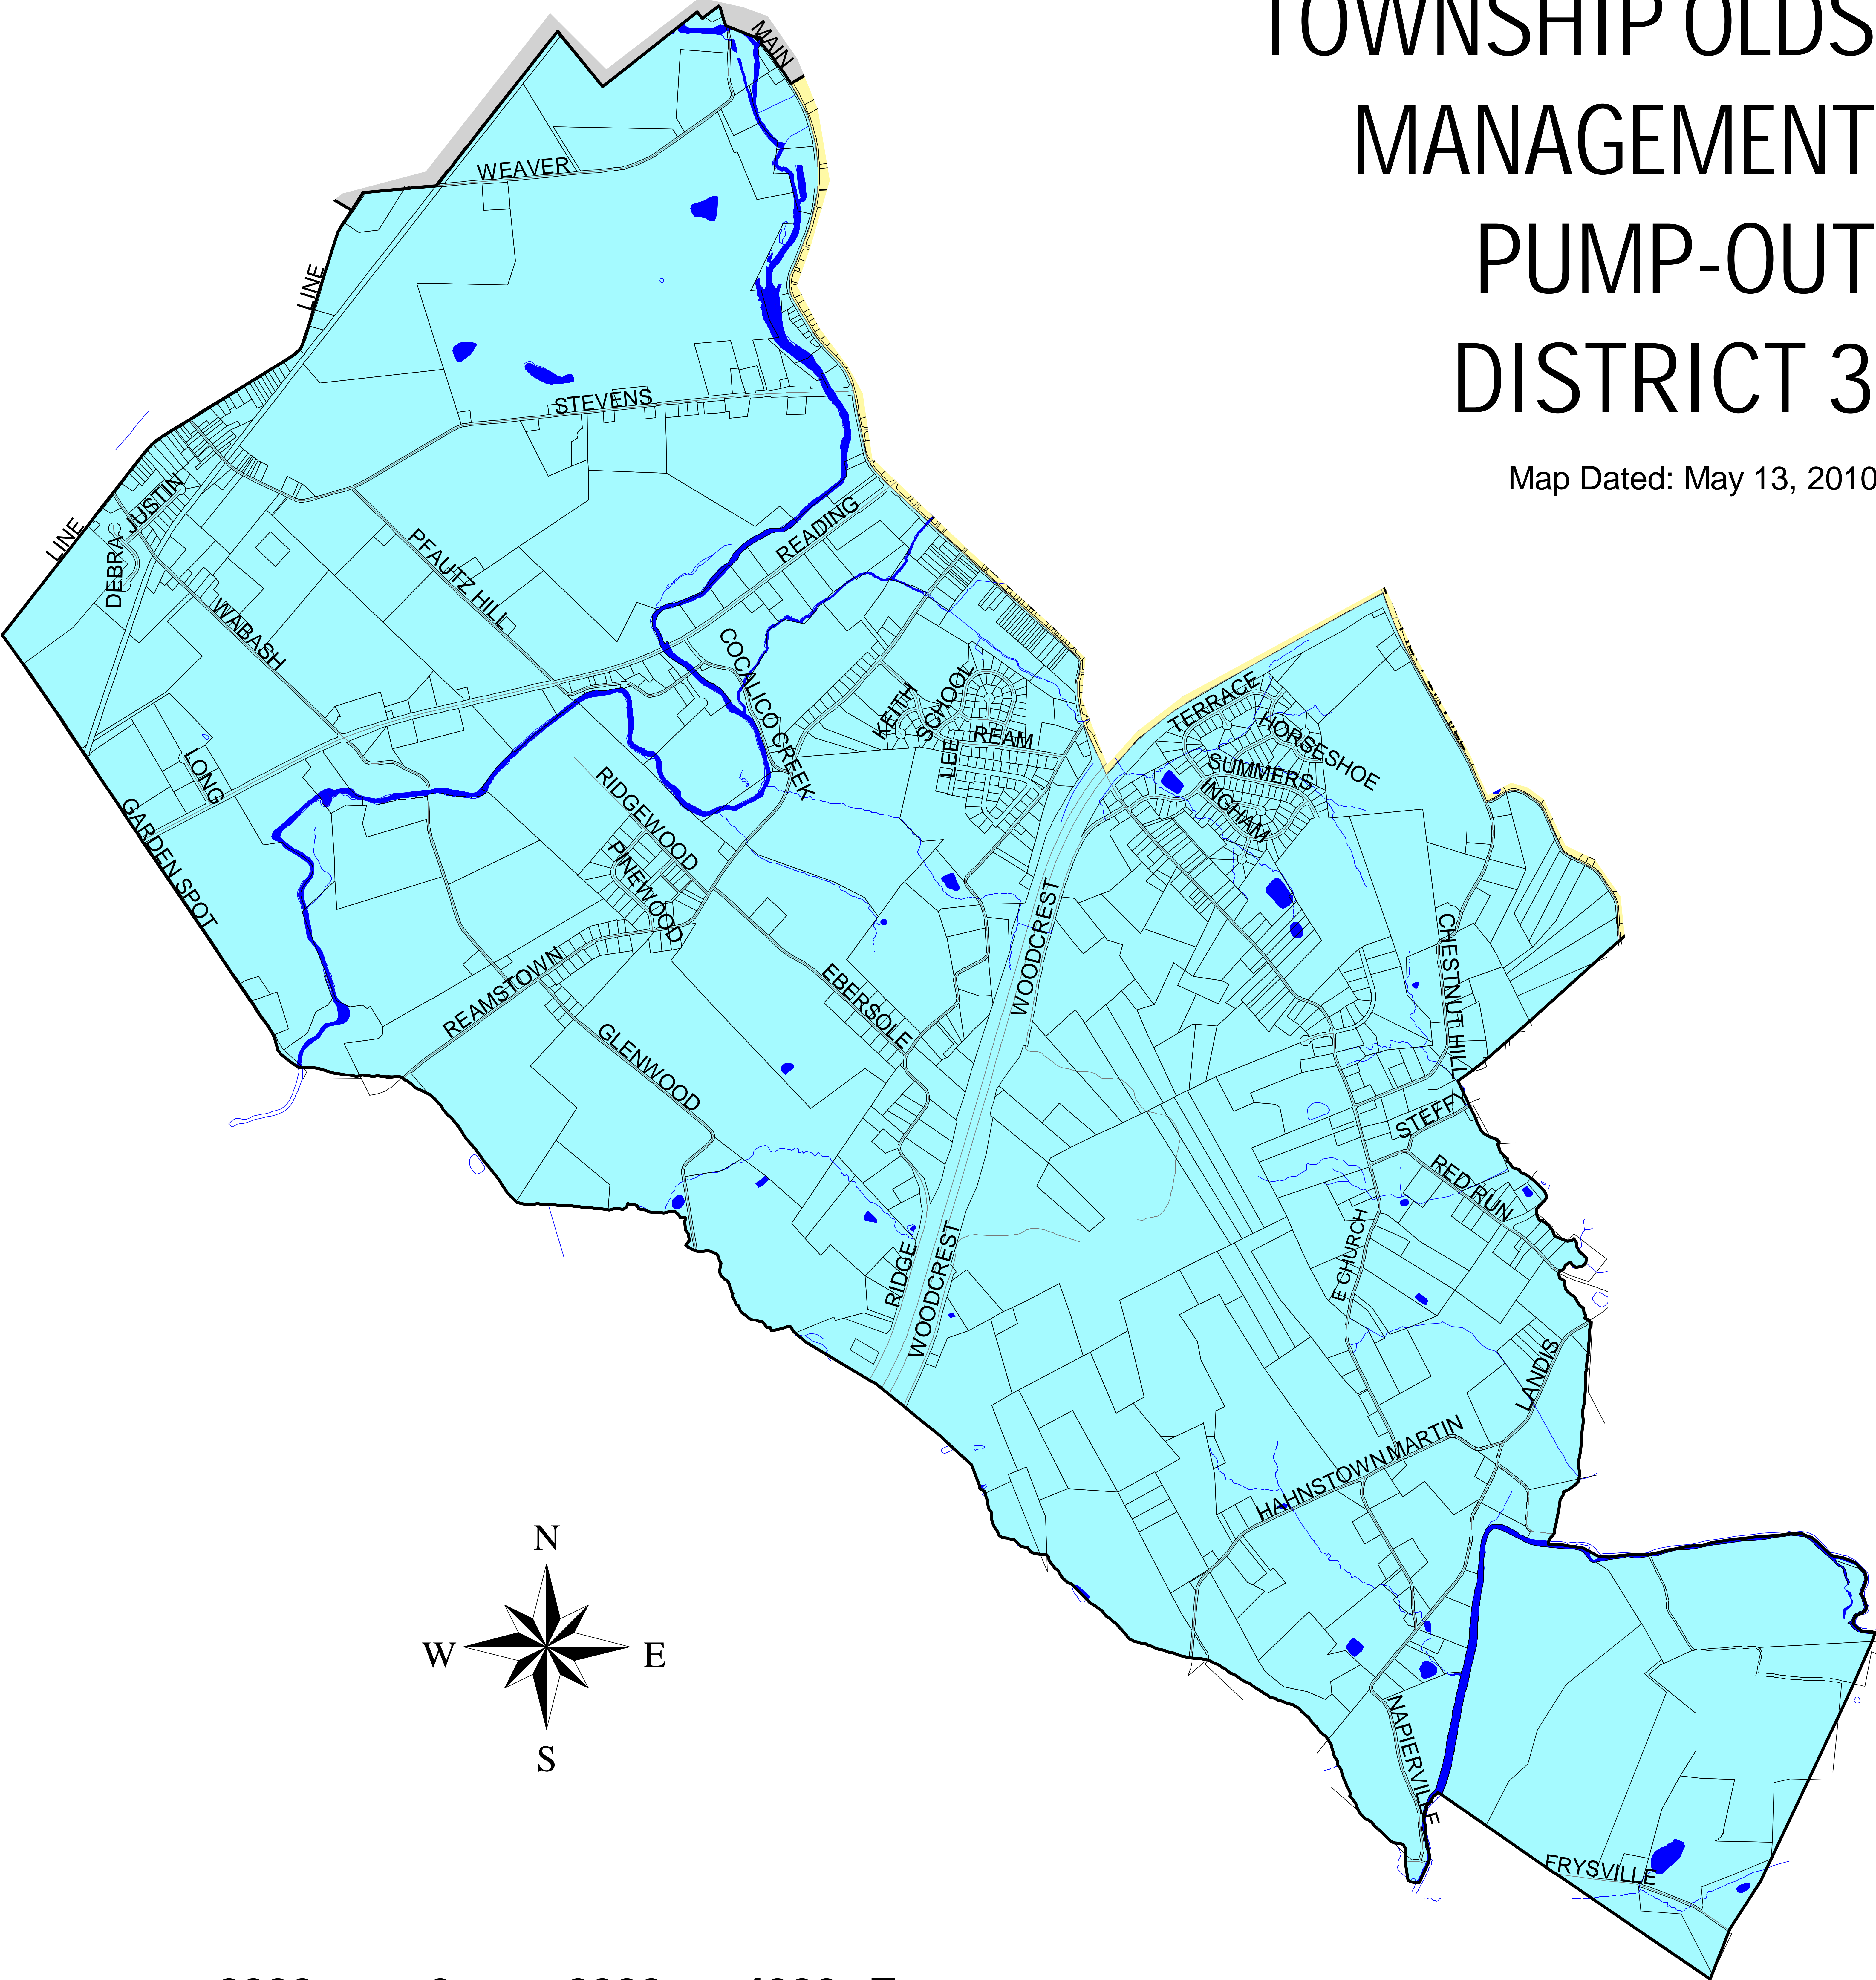 TOWNSHIP OLDS
MANAGEMENT
PUMP-OUT
DISTRICT 3
Map Dated: May 13, 2010
MAIN
WEAVER
LINE
STEVENS
JUSTIN
LINE
DEBRA
READING
PFAUTZ HILL
WABASH
COCALICO CREEK
KEITH
SCHOOL
REAM
LEE
TERRACE
HORSESHOE
SUMMERS
INGHAM
LONG
GARDEN SPOT
RIDGEWOOD
PINEWOOD
WOODCREST
CHESTNUT HILL
REAMSTOWN
EBERSOLE
GLENWOOD
STEFFY
RED RUN
E CHURCH
RIDGE
WOODCREST
LANDIS
HAHNSTOWN
MARTIN
N
W
E
S
NAPIERVILLE
FRYSVILLE